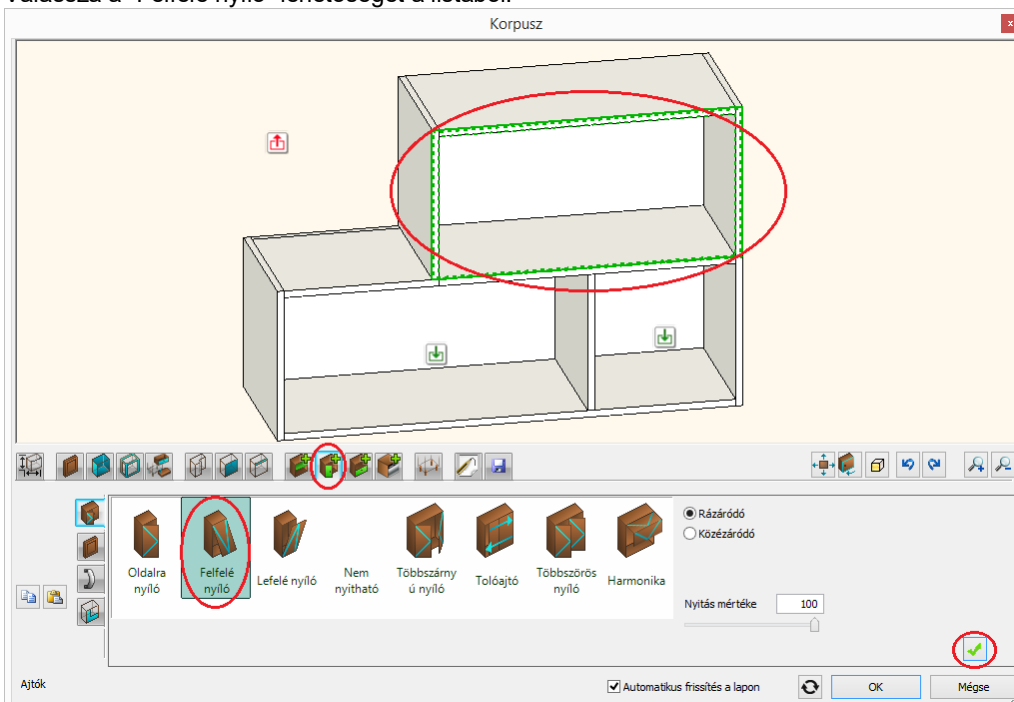 Válassza a "Felfelé nyíló" lehetőséget a listából.
Korpusz
x
Oldalra
nyíló
Felfelé
nyíló
Lefelé nyíló
Nem
nyitható
Többszárny
ú nyíló
Tolóajtó
Többszörös
nyíló
Harmonika
Rázáródó
Közézáródó
Nyitás mértéke 100
Ajtók
Automatikus frissítés a lapon
OK
Mégse